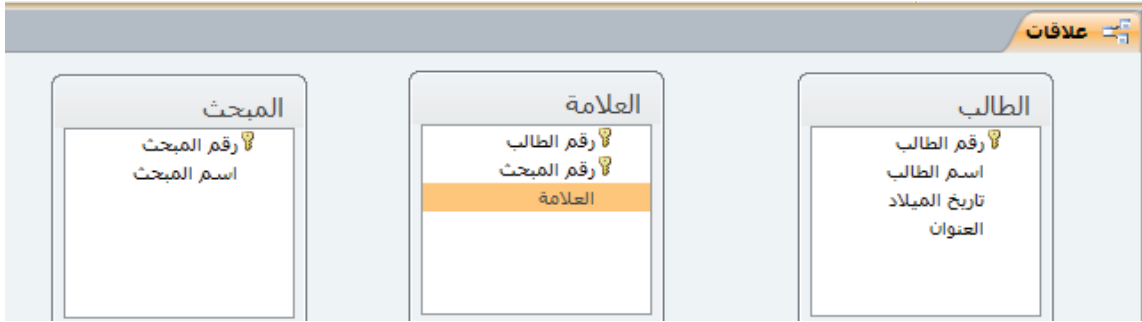 علاقات
الطالب
رقم الطالب
اسم الطالب
تاريخ الميلاد
العنوان
العلامة
رقم الطالب
رقم المبحث
العلامة
المبحث
رقم المبحث
اسم المبحث